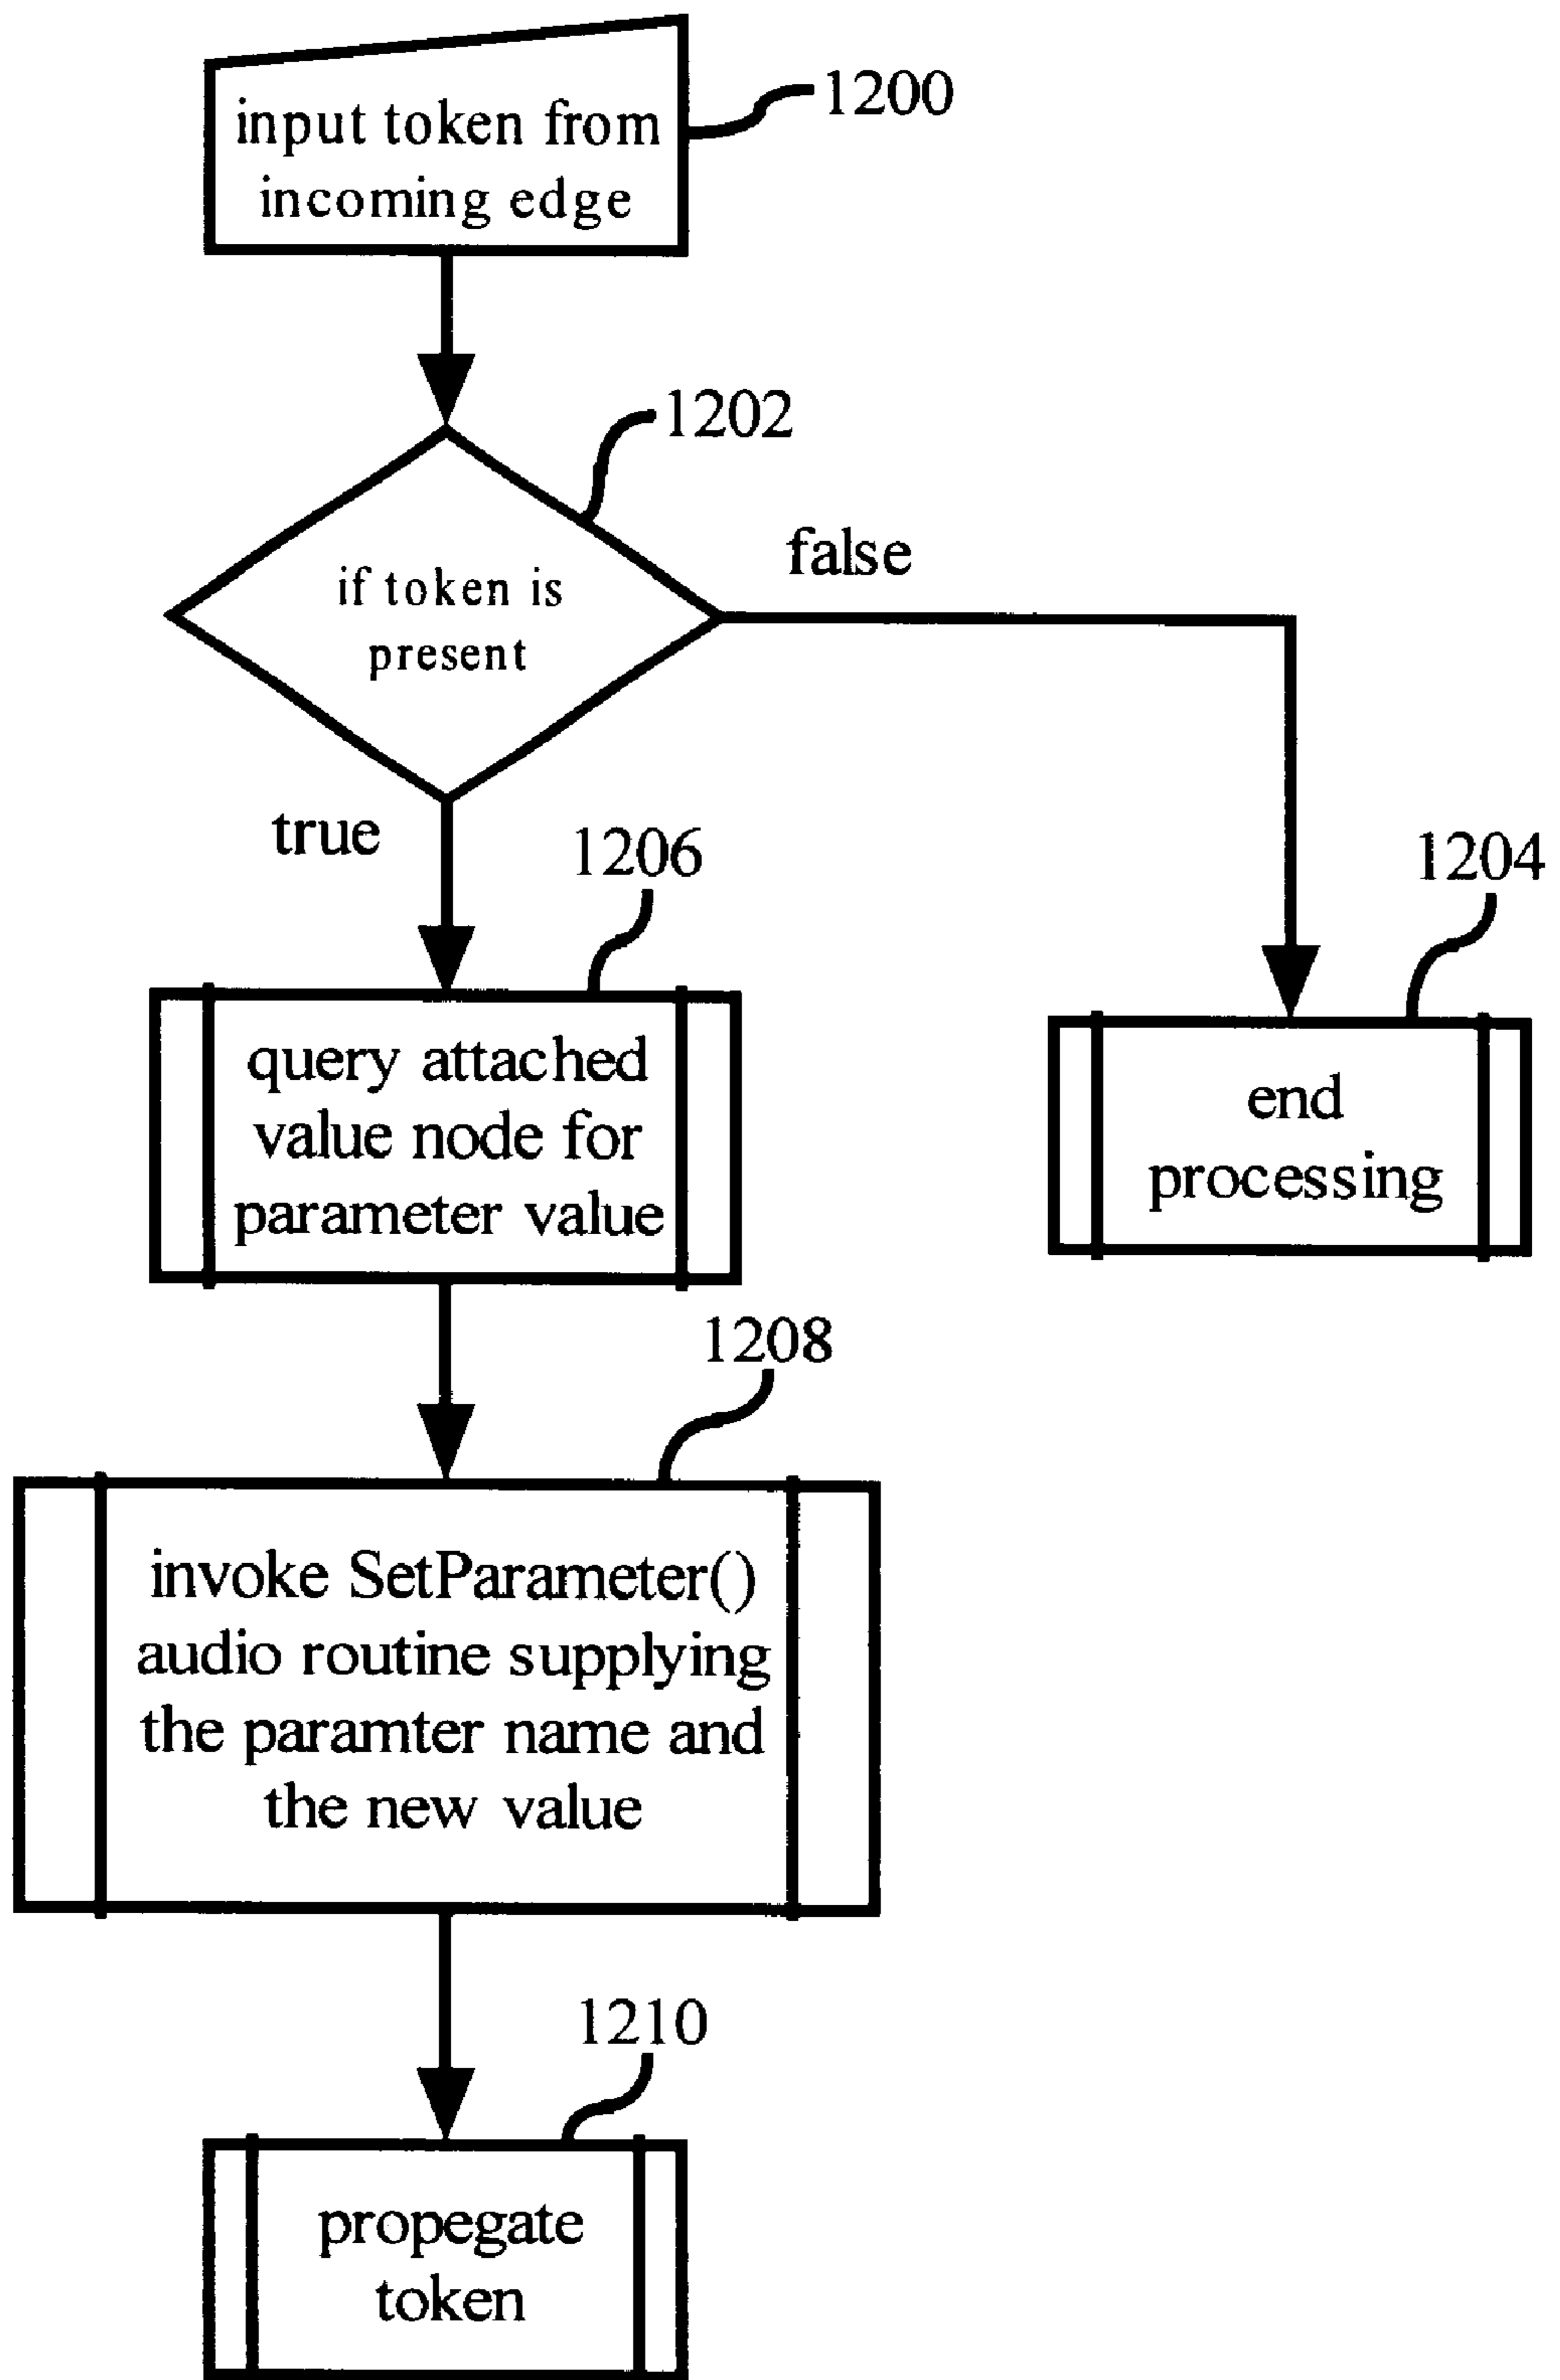 input token from
incoming edge
1200
1202
if token is
present
false
true
1206
1204
query attached
value node for
parameter value
end
processing
1208
invoke SetParameter()
audio routine supplying
the paramter name and
the new value
1210
propegate
token